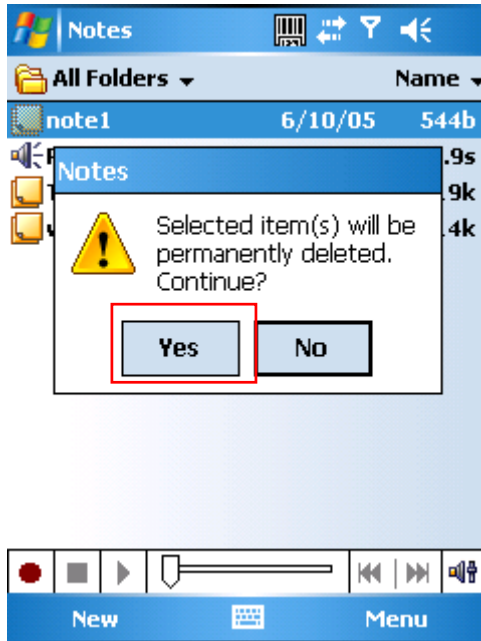 Notes
All Folders Name
note1 6/10/05 544b
.9s
9k
4k
Notes
Selected item(s) will be
permanently deleted.
Continue?
Yes No
New Menu